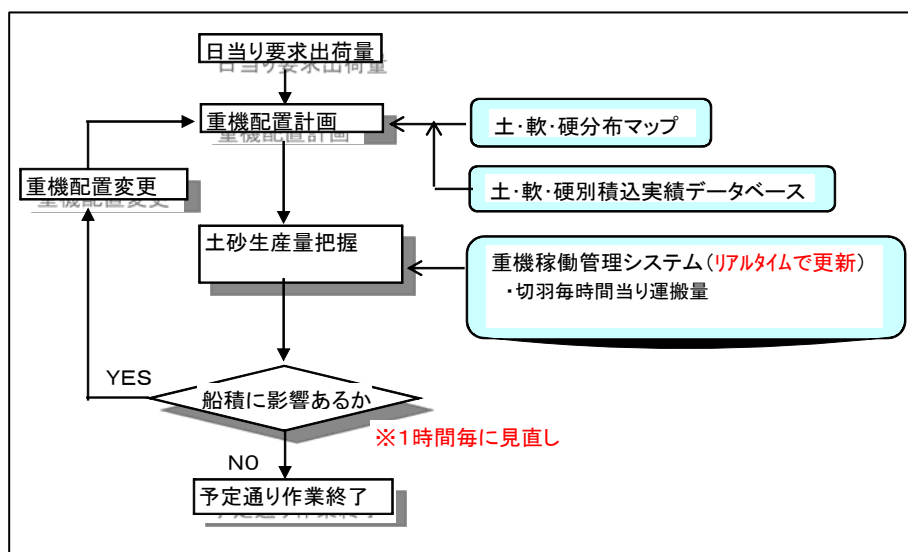 日当り要求出荷量
重機配置計画
土・軟・硬分布マップ
重機配置変更
土・軟・硬別積込実績データベース
土砂生産量把握
重機稼働管理システム（リアルタイムで更新）
・切羽毎時間当り運搬量
YES
船積に影響あるか
※１時間毎に見直し
NO
予定通り作業終了